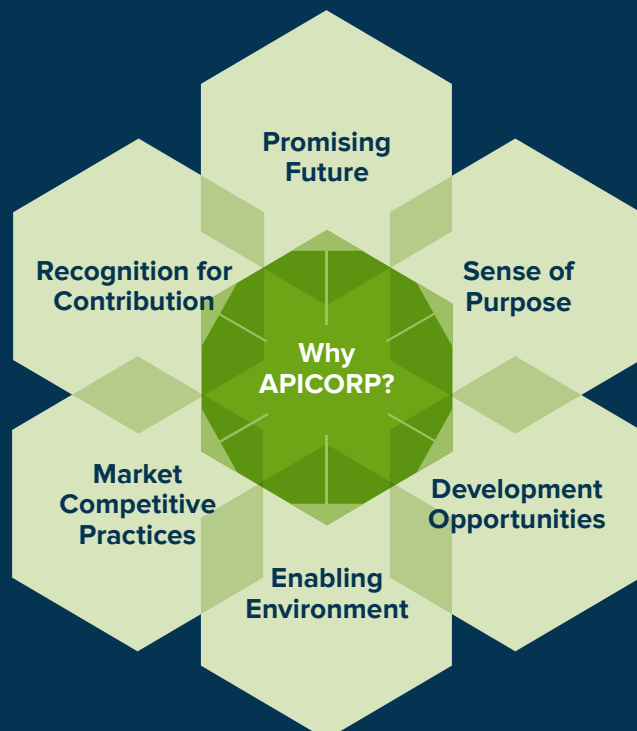 Promising
Future
Recognition for
Contribution
Sense of
Purpose
Why
APICORP?
Market
Competitive
Practices
Development
Opportunities
Enabling
Environment